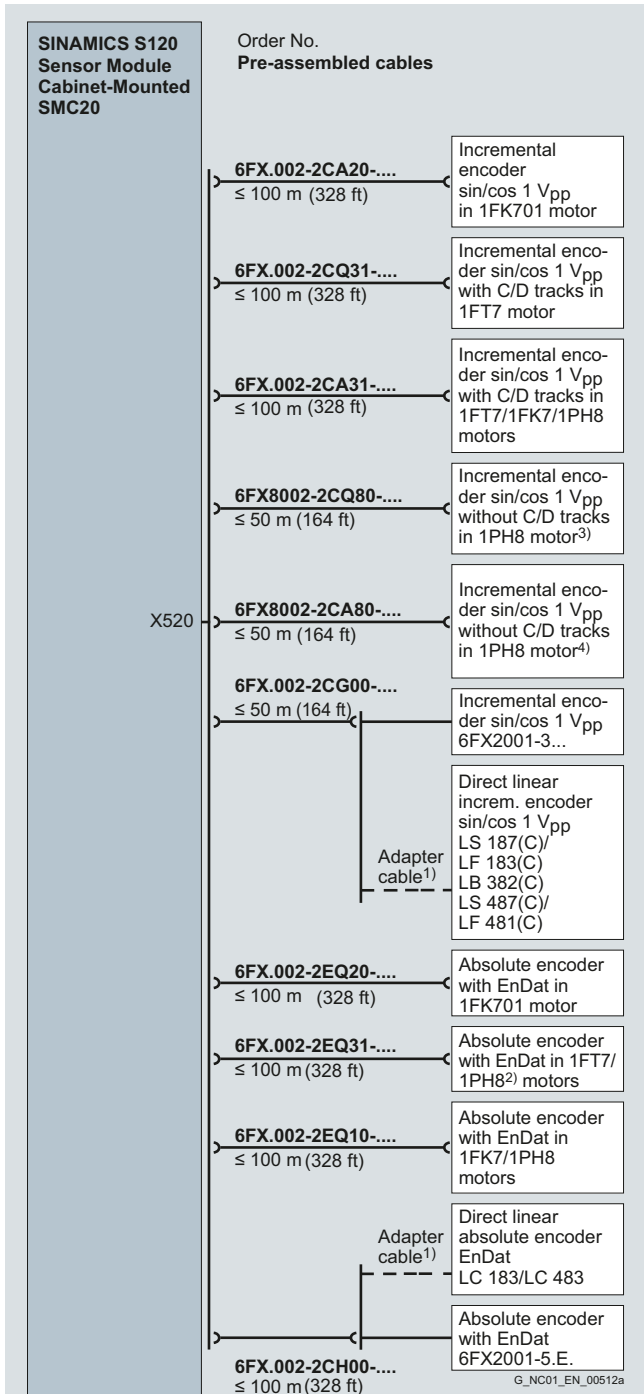 SINAMICS S120
Sensor Module
Cabinet-Mounted
SMC20
Order No.
Pre-assembled cables
X520
6FX.002-2CA20-....
≤ 100 m (328 ft)
Incremental
encoder
sin/cos 1 Vpp
in 1FK701 motor
6FX.002-2CQ31-....
≤ 100 m (328 ft)
Incremental enco-
der sin/cos 1 Vpp
with C/D tracks in
1FT7 motor
6FX.002-2CA31-....
≤ 100 m (328 ft)
Incremental enco-
der sin/cos 1 Vpp
with C/D tracks in
1FT7/1FK7/1PH8
motors
6FX8002-2CQ80-....
≤ 50 m (164 ft)
Incremental enco-
der sin/cos 1 Vpp
without C/D tracks
in 1PH8 motor3)
6FX8002-2CA80-....
≤ 50 m (164 ft)
Incremental enco-
der sin/cos 1 Vpp
without C/D tracks
in 1PH8 motor4)
6FX.002-2CG00-....
≤ 50 m (164 ft)
Incremental enco-
der sin/cos 1 Vpp
6FX2001-3...
Adapter
cable1)
Direct linear
increm. encoder
sin/cos 1 Vpp
LS 187(C)/
LF 183(C)
LB 382(C)
LS 487(C)/
LF 481(C)
6FX.002-2EQ20-....
≤ 100 m (328 ft)
Absolute encoder
with EnDat in
1FK701 motor
6FX.002-2EQ31-....
≤ 100 m (328 ft)
Absolute encoder
with EnDat in 1FT7/
1PH82) motors
6FX.002-2EQ10-....
≤ 100 m (328 ft)
Absolute encoder
with EnDat in
1FK7/1PH8
motors
Adapter
cable1)
Direct linear
absolute encoder
EnDat
LC 183/LC 483
6FX.002-2CH00-....
≤ 100 m (328 ft)
Absolute encoder
with EnDat
6FX2001-5.E.
G_NC01_EN_00512a